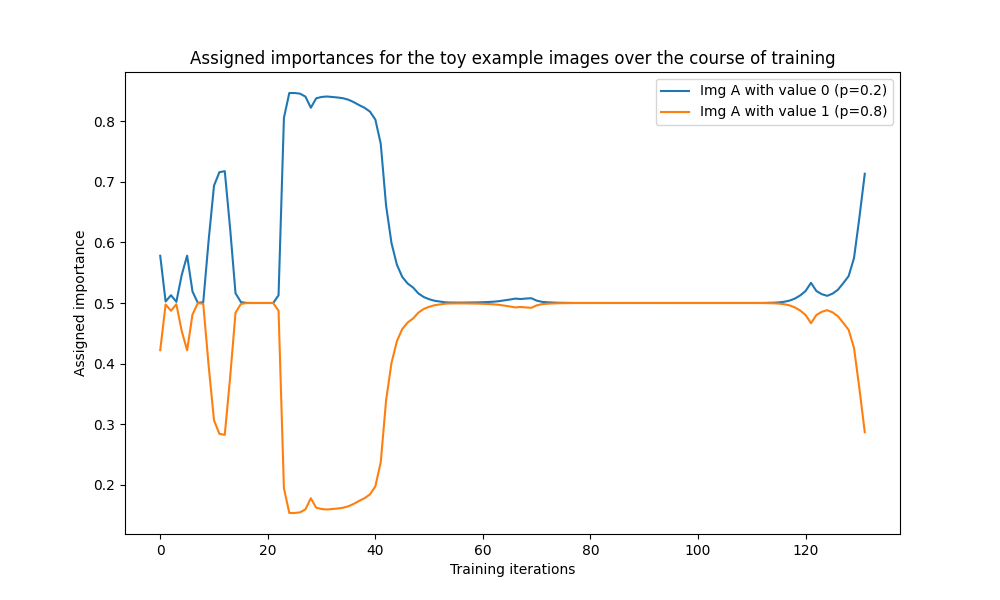 Assigned importances for the toy example images over the course of training
Img A with value 0 (p=0.2)
Img A with value 1 (p=0.8)
Assigned importance
0.8
0.7
0.6
0.5
0.4
0.3
0.2
0 20 40 60 80 100 120
Training iterations